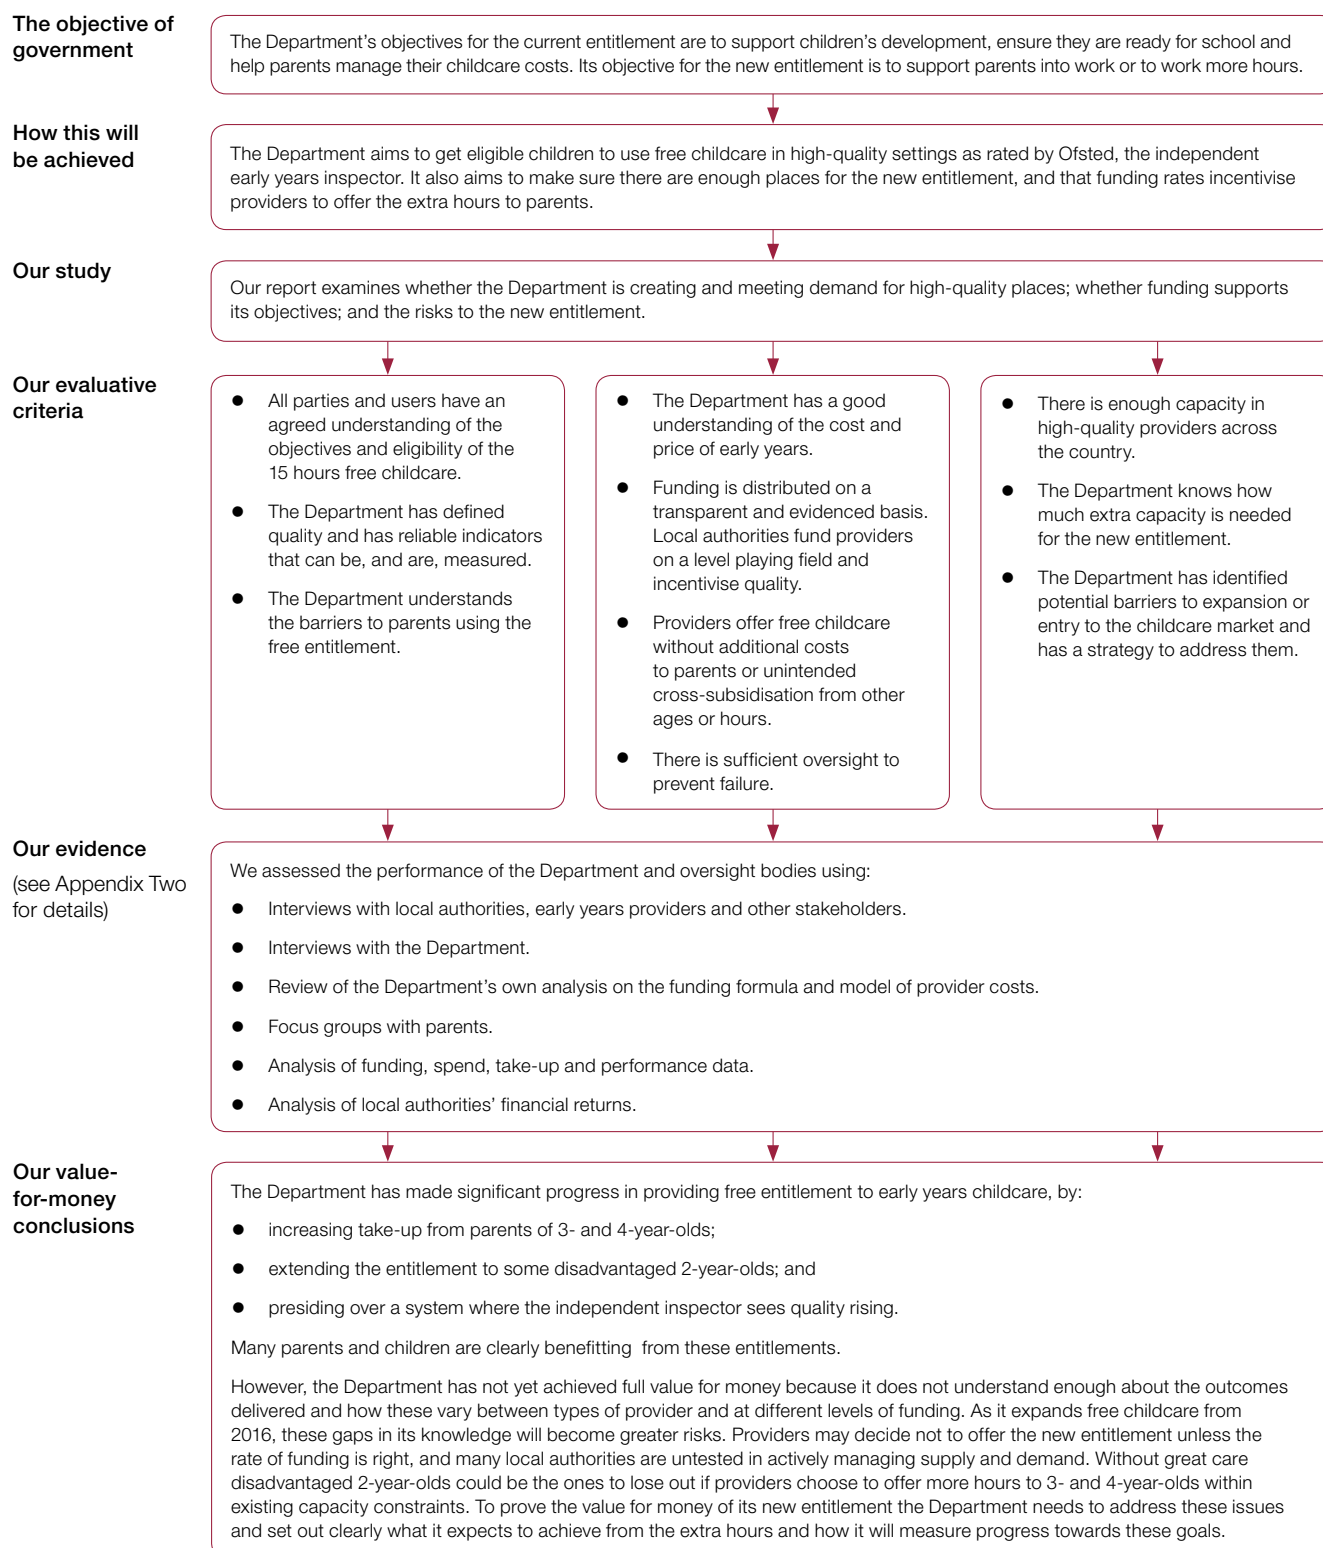 The objective of
government
The Department’s objectives for the current entitlement are to support children’s development, ensure they are ready for school and
help parents manage their childcare costs. Its objective for the new entitlement is to support parents into work or to work more hours.
How this will
be achieved
The Department aims to get eligible children to use free childcare in high-quality settings as rated by Ofsted, the independent
early years inspector. It also aims to make sure there are enough places for the new entitlement, and that funding rates incentivise
providers to offer the extra hours to parents.
Our study
Our report examines whether the Department is creating and meeting demand for high-quality places; whether funding supports
its objectives; and the risks to the new entitlement.
Our evaluative
criteria
● All parties and users have an
agreed understanding of the
objectives and eligibility of the
15 hours free childcare.
● The Department has defined
quality and has reliable indicators
that can be, and are, measured.
● The Department understands
the barriers to parents using the
free entitlement.
● The Department has a good
understanding of the cost and
price of early years.
● Funding is distributed on a
transparent and evidenced basis.
Local authorities fund providers
on a level playing field and
incentivise quality.
● Providers offer free childcare
without additional costs
to parents or unintended
cross-subsidisation from other
ages or hours.
● There is sufficient oversight to
prevent failure.
● There is enough capacity in
high-quality providers across
the country.
● The Department knows how
much extra capacity is needed
for the new entitlement.
● The Department has identified
potential barriers to expansion or
entry to the childcare market and
has a strategy to address them.
Our evidence
(see Appendix Two
for details)
We assessed the performance of the Department and oversight bodies using:
● Interviews with local authorities, early years providers and other stakeholders.
● Interviews with the Department.
● Review of the Department’s own analysis on the funding formula and model of provider costs.
● Focus groups with parents.
● Analysis of funding, spend, take-up and performance data.
● Analysis of local authorities’ financial returns.
Our value-
for-money
conclusions
The Department has made significant progress in providing free entitlement to early years childcare, by:
● increasing take-up from parents of 3- and 4-year-olds;
● extending the entitlement to some disadvantaged 2-year-olds; and
● presiding over a system where the independent inspector sees quality rising.
Many parents and children are clearly benefitting from these entitlements.
However, the Department has not yet achieved full value for money because it does not understand enough about the outcomes
delivered and how these vary between types of provider and at different levels of funding. As it expands free childcare from
2016, these gaps in its knowledge will become greater risks. Providers may decide not to offer the new entitlement unless the
rate of funding is right, and many local authorities are untested in actively managing supply and demand. Without great care
disadvantaged 2-year-olds could be the ones to lose out if providers choose to offer more hours to 3- and 4-year-olds within
existing capacity constraints. To prove the value for money of its new entitlement the Department needs to address these issues
and set out clearly what it expects to achieve from the extra hours and how it will measure progress towards these goals.